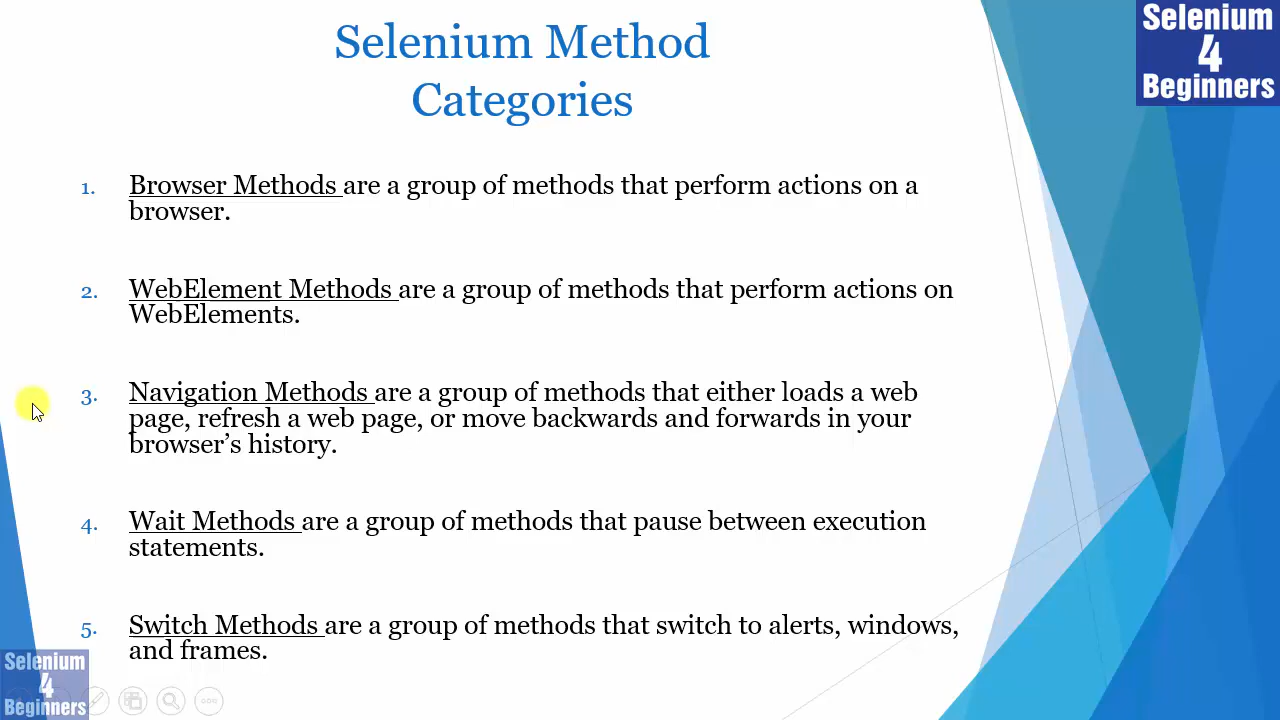 Selenium Method
Categories
Selenium
4
Beginners
1. Browser Methods are a group of methods that perform actions on a
browser.
2. WebElement Methods are a group of methods that perform actions on
WebElements.
3. Navigation Methods are a group of methods that either loads a web
page, refresh a web page, or move backwards and forwards in your
browser’s history.
4. Wait Methods are a group of methods that pause between execution
statements.
5. Switch Methods are a group of methods that switch to alerts, windows,
and frames.
Selenium
4
Beginners